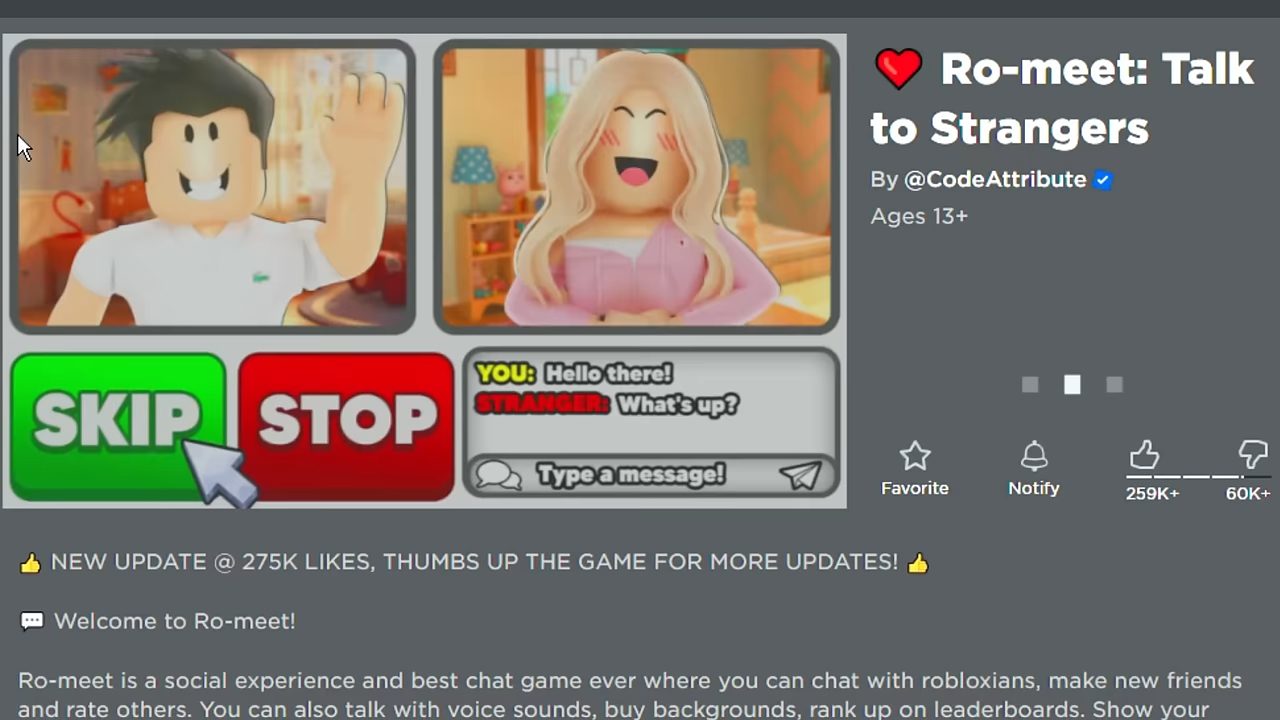 ❤️ Ro-meet: Talk
to Strangers
By @CodeAttribute
Ages 13+
SKIP
STOP
YOU: Hello there!
STRANGER: What's up?
Type a message!
Favorite
Notify
259K+
60K+
👍 NEW UPDATE @ 275K LIKES, THUMBS UP THE GAME FOR MORE UPDATES! 👍
💬 Welcome to Ro-meet!
Ro-meet is a social experience and best chat game ever where you can chat with robloxians, make new friends
and rate others. You can also talk with voice sounds, buy backgrounds, rank up on leaderboards. Show your